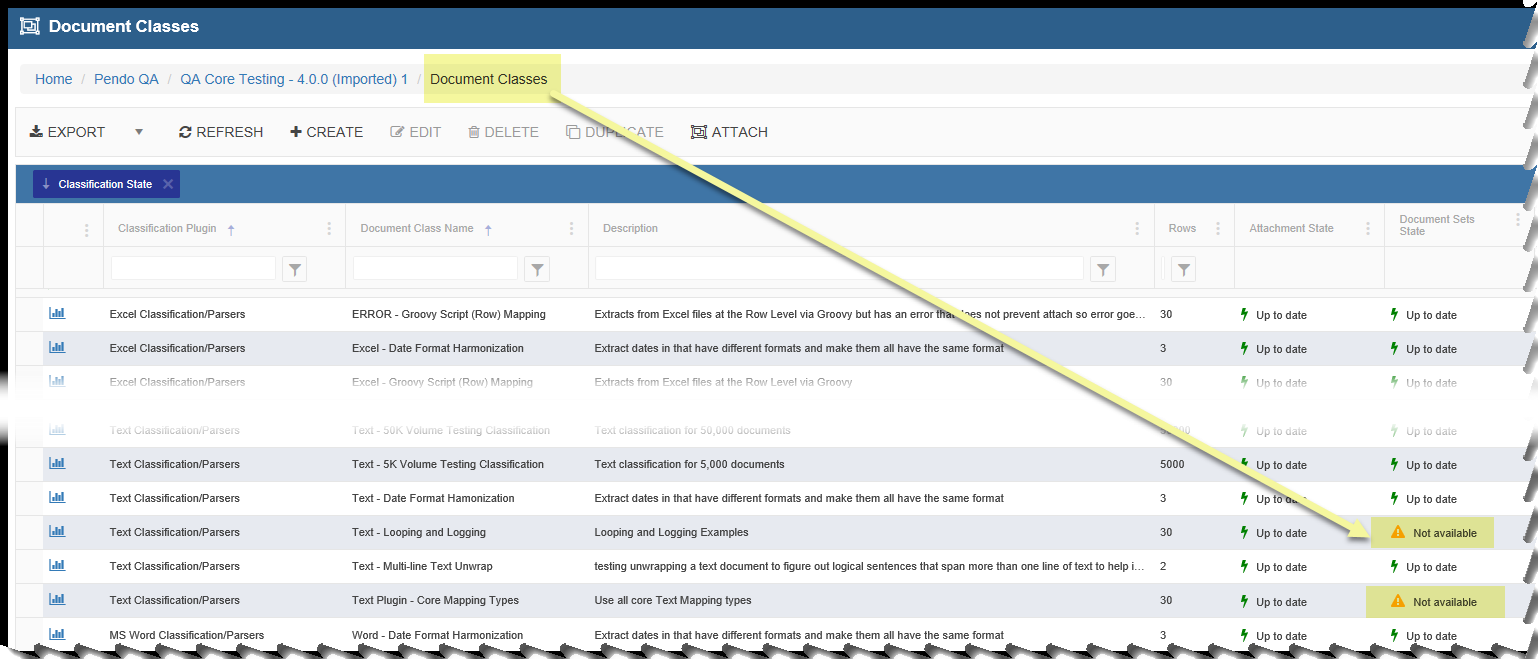 Document Classes
Home / Pendo QA / QA Core Testing - 4.0.0 (Imported) 1 / Document Classes
EXPORT REFRESH CREATE EDIT DELETE DUPLICATE ATTACH
Classification State
Classification Plugin Document Class Name Description Rows Attachment State Document Sets State
Excel Classification/Parsers ERROR - Groovy Script (Row) Mapping Extracts from Excel files at the Row Level via Groovy but has an error that does not prevent attach so error goe... 30 Up to date Up to date
Excel Classification/Parsers Excel - Date Format Harmonization Extract dates in that have different formats and make them all have the same format 3 Up to date Up to date
Excel Classification/Parsers Excel - Groovy Script (Row) Mapping Extracts from Excel files at the Row Level via Groovy 30 Up to date Up to date
Text Classification/Parsers Text - 50K Volume Testing Classification Text classification for 50,000 documents Up to date Up to date
Text Classification/Parsers Text - 5K Volume Testing Classification Text classification for 5,000 documents 5000 Up to date Up to date
Text Classification/Parsers Text - Date Format Hamonization Extract dates in that have different formats and make them all have the same format 3 Up to date Up to date
Text Classification/Parsers Text - Looping and Logging Looping and Logging Examples 30 Up to date Not available
Text Classification/Parsers Text - Multi-line Text Unwrap testing unwrapping a text document to figure out logical sentences that span more than one line of text to help i... 2 Up to date Up to date
Text Classification/Parsers Text Plugin - Core Mapping Types Use all core Text Mapping types 30 Up to date Not available
MS Word Classification/Parsers Word - Date Format Harmonization Extract dates in that have different formats and make them all have the same format 3 Up to date Up to date